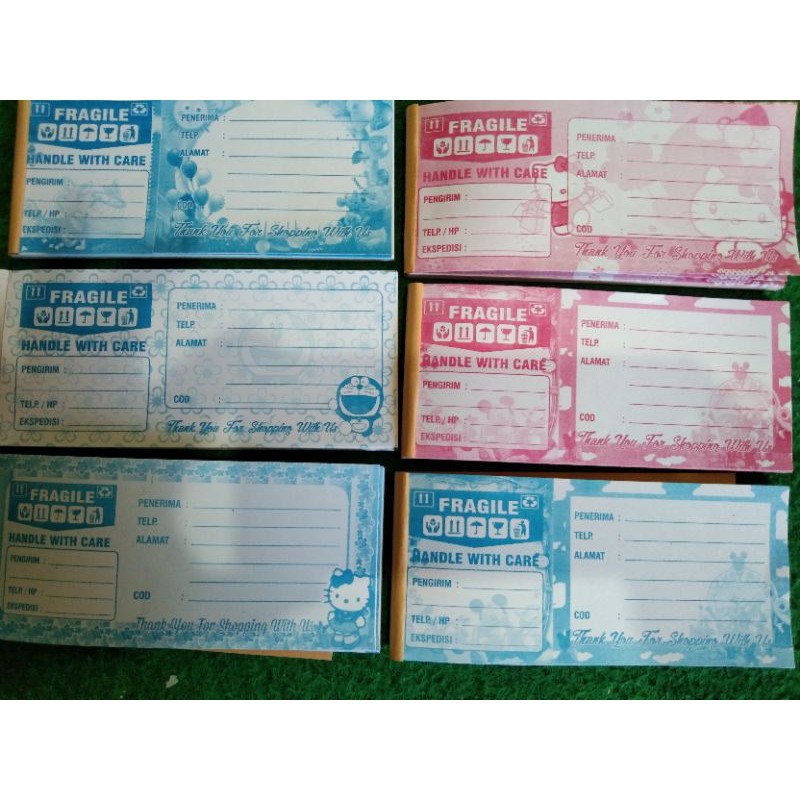 FRAGILE
HANDLE WITH CARE
PENGIRIM :
TELP. / HP :
EKSPEDISI :
PENERIMA :
TELP. :
ALAMAT :
COD :
Thank You For Shopping With Us
FRAGILE
HANDLE WITH CARE
PENGIRIM :
TELP. / HP :
EKSPEDISI :
PENERIMA :
TELP. :
ALAMAT :
COD :
Thank You For Shopping With Us
FRAGILE
HANDLE WITH CARE
PENGIRIM :
TELP. / HP :
EKSPEDISI :
PENERIMA :
TELP. :
ALAMAT :
COD :
Thank You For Shopping With Us
FRAGILE
HANDLE WITH CARE
PENGIRIM :
TELP. / HP :
EKSPEDISI :
PENERIMA :
TELP. :
ALAMAT :
COD :
Thank You For Shopping With Us
FRAGILE
HANDLE WITH CARE
PENGIRIM :
TELP. / HP :
EKSPEDISI :
PENERIMA :
TELP. :
ALAMAT :
COD :
Thank You For Shopping With Us
FRAGILE
HANDLE WITH CARE
PENGIRIM :
TELP. / HP :
EKSPEDISI :
PENERIMA :
TELP. :
ALAMAT :
COD :
Thank You For Shopping With Us